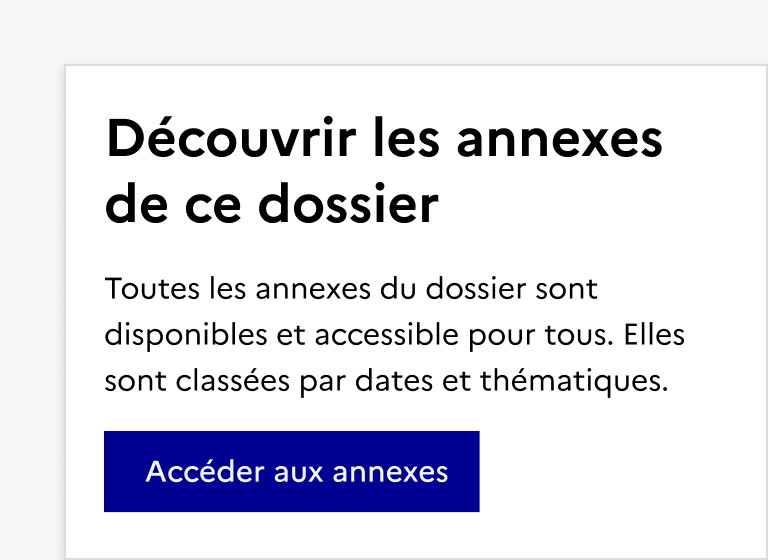 Découvrir les annexes
de ce dossier
Toutes les annexes du dossier sont
disponibles et accessible pour tous. Elles
sont classées par dates et thématiques.
Accéder aux annexes